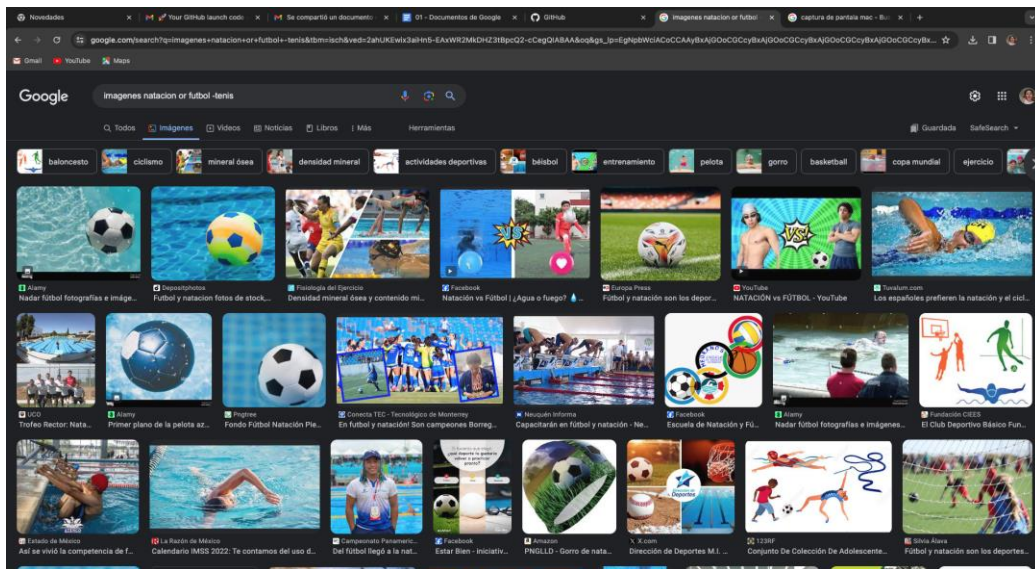 Novedades
Your GitHub launch code
Se compartió un documento
01 - Documentos de Google
GitHub
imagenes natacion or futbol
captura de pantala mac - Bus
google.com/search?q=imagenes+natacion+or+futbol+-tenis&tbm=isch&ved=
Gmail YouTube Maps
Google
imagenes natacion or futbol -tenis
Todos Imágenes Videos Noticias Libros Más Herramientas Guardada SafeSearch
baloncesto ciclismo mineral ósea densidad mineral actividades deportivas béisbol entrenamiento pelota gorro basketball copa mundial ejercicio
VS
VS!
Alamy
Nadar fútbol fotografías e imáge...
Depositphotos
Futbol y natacion fotos de stock,...
Fisiología del Ejercicio
Densidad mineral ósea y contenido mi...
Facebook
Natación vs Fútbol | ¿Agua o fuego? ...
Europa Press
Fútbol y natación son los depor...
YouTube
NATACIÓN vs FÚTBOL - YouTube
Tuvalum.com
Los españoles prefieren la natación y el cicl...
UCO
Trofeo Rector: Nata...
Alamy
Primer plano de la pelota az...
Pngtree
Fondo Fútbol Natación Pie...
Conecta TEC - Tecnológico de Monterrey
En futbol y natación! Son campeones Borreg...
Neuquén Informa
Capacitarán en fútbol y natación - Ne...
Facebook
Escuela de Natación y Fú...
Alamy
Nadar fútbol fotografías e Imágenes...
Fundación CIEES
El Club Deportivo Básico Fun...
Deportes
Estado de México
Así se vivió la competencia de f...
La Razón de México
Calendario IMSS 2022: Te contamos del uso d...
Campeonato Panameric...
Del fútbol llegó a la nat...
Facebook
Estar Bien - iniciativ...
Amazon
PNGLLD - Gorro de nata...
X.com
Dirección de Deportes M.I. ...
123RF
Conjunto De Colección De Adolescente...
Silvia Álava
Fútbol y natación son los deportes...